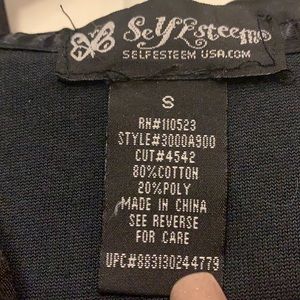 Self Esteem®
SELFESTEEM USA.COM
S
RN#110523
STYLE#3000A900
CUT#4542
80%COTTON
20%POLY
MADE IN CHINA
SEE REVERSE
FOR CARE
UPC#883130244779